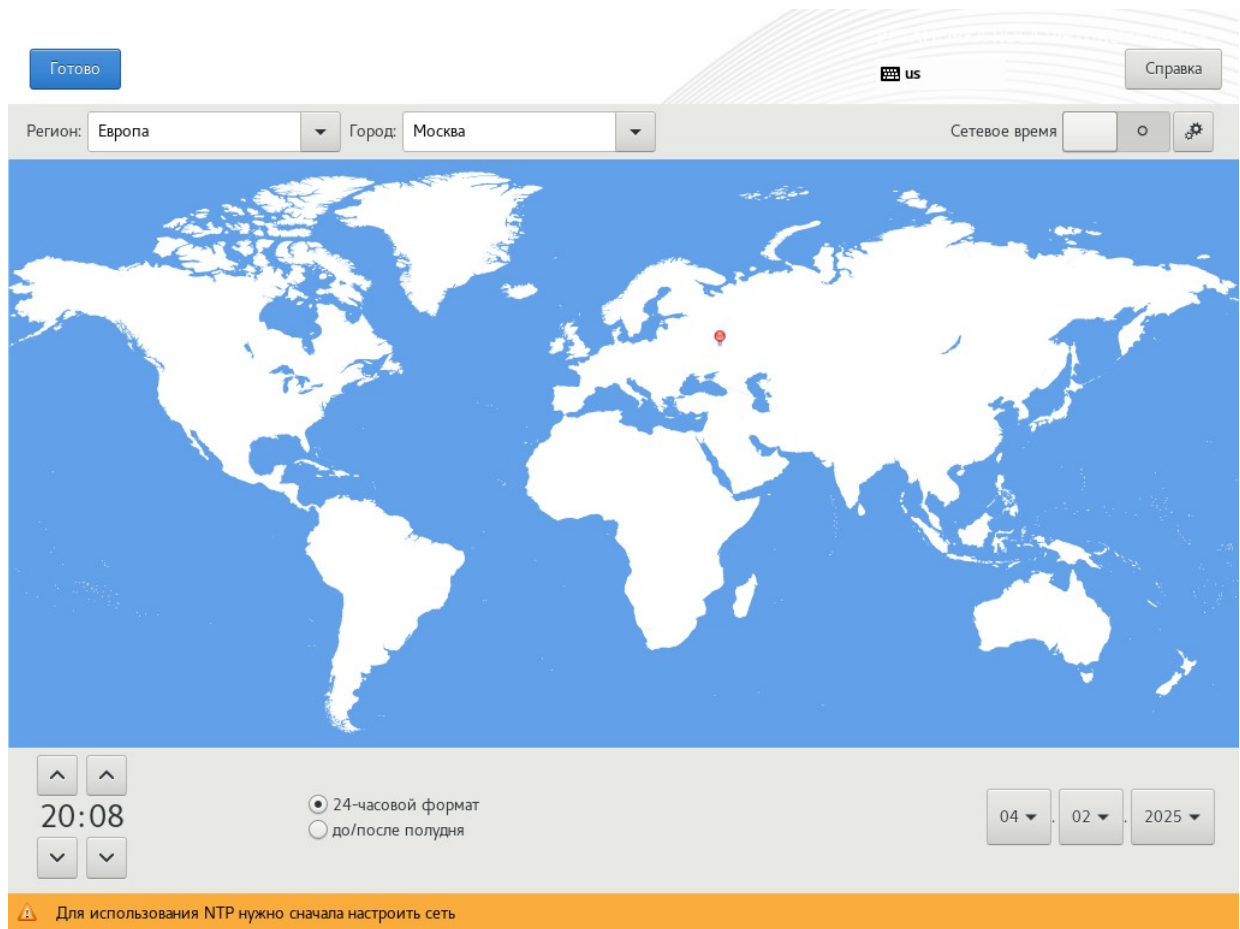 Готово
us
Справка
Регион: Европа Город: Москва Сетевое время
20:08
24-часовой формат
до/после полудня
04 . 02 . 2025
Для использования NTP нужно сначала настроить сеть